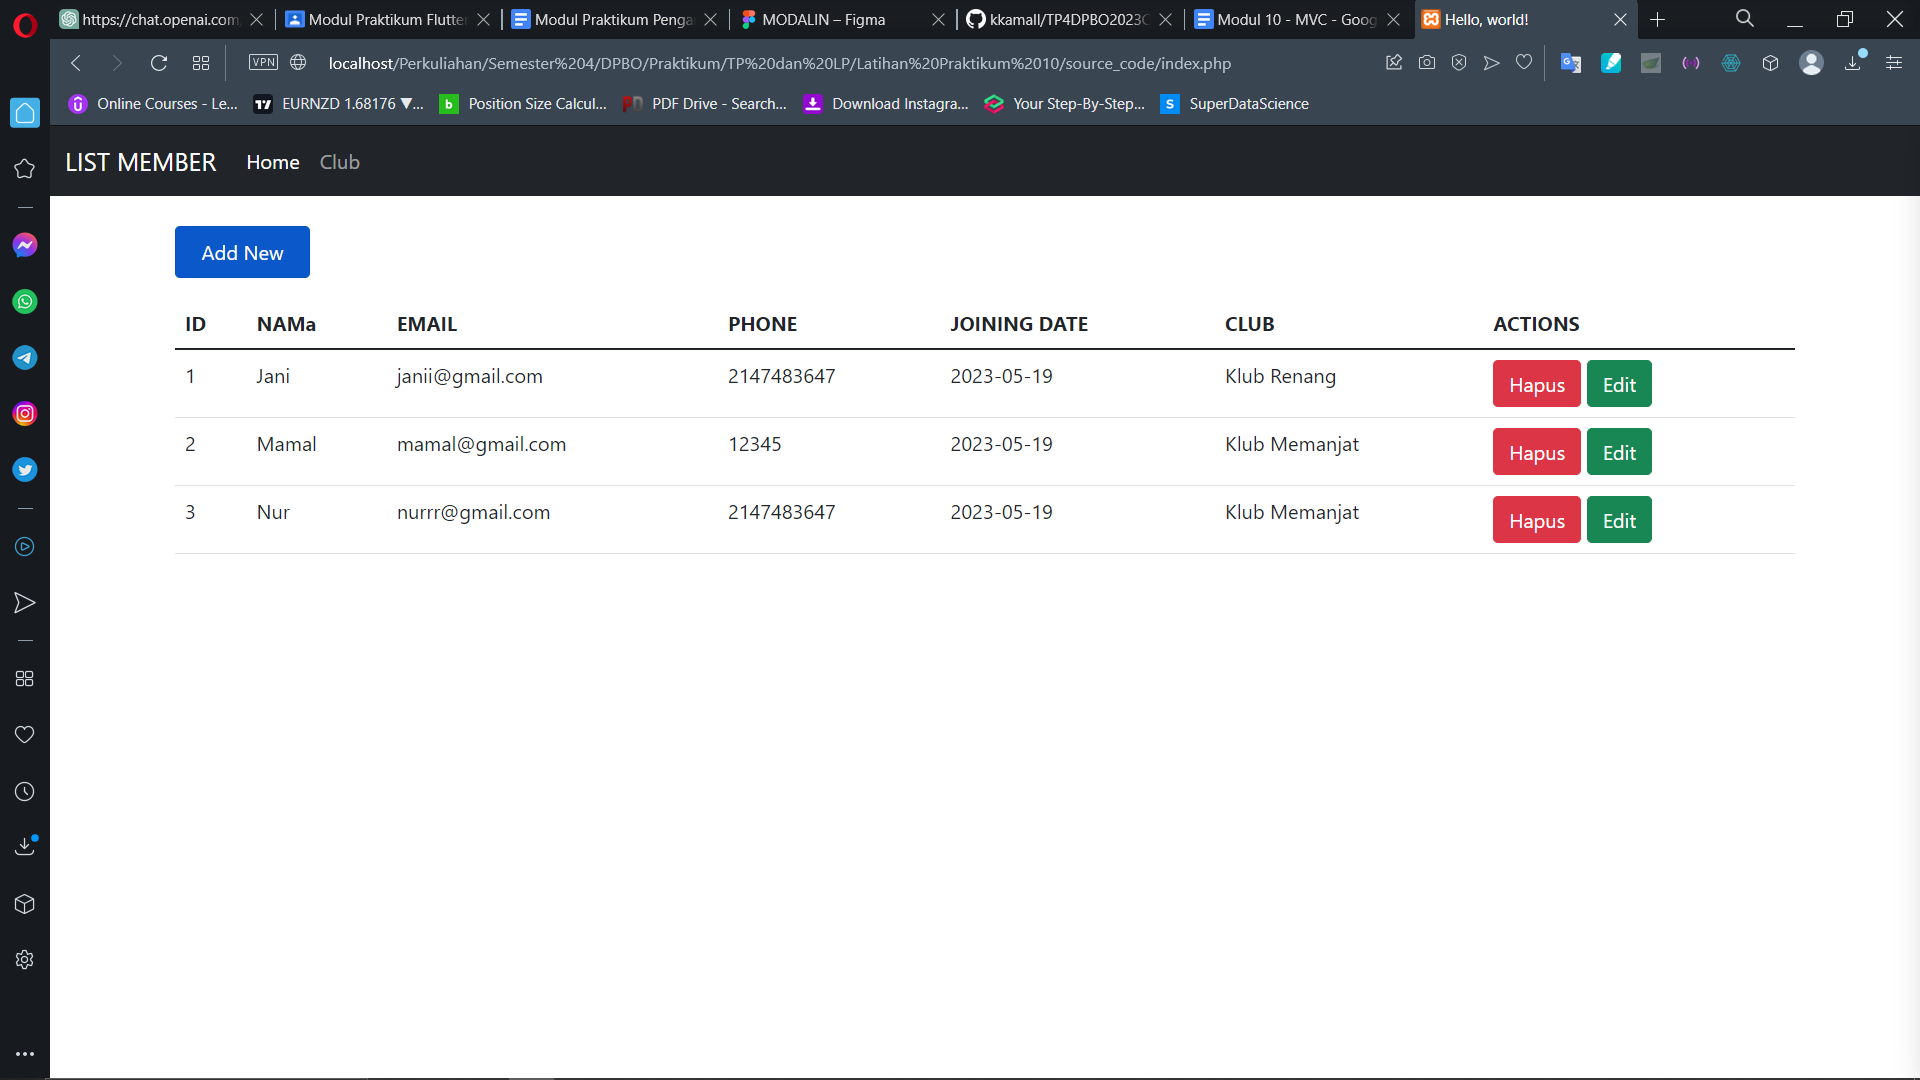 https://chat.openai.com, Modul Praktikum Flutte Modul Praktikum Penga MODALIN – Figma kkamall/TP4DPBO2023C Modul 10 - MVC - Goog Hello, world!
VPN localhost/Perkuliahan/Semester%204/DPBO/Praktikum/TP%20dan%20LP/Latihan%20Praktikum%2010/source_code/index.php
Online Courses - Le... EURNZD 1.68176 ▼... b Position Size Calcul... PDF Drive - Search... Download Instagra... Your Step-By-Step... S SuperDataScience
LIST MEMBER Home Club
Add New
ID NAMa EMAIL PHONE JOINING DATE CLUB ACTIONS
1 Jani janii@gmail.com 2147483647 2023-05-19 Klub Renang Hapus Edit
2 Mamal mamal@gmail.com 12345 2023-05-19 Klub Memanjat Hapus Edit
3 Nur nurrr@gmail.com 2147483647 2023-05-19 Klub Memanjat Hapus Edit